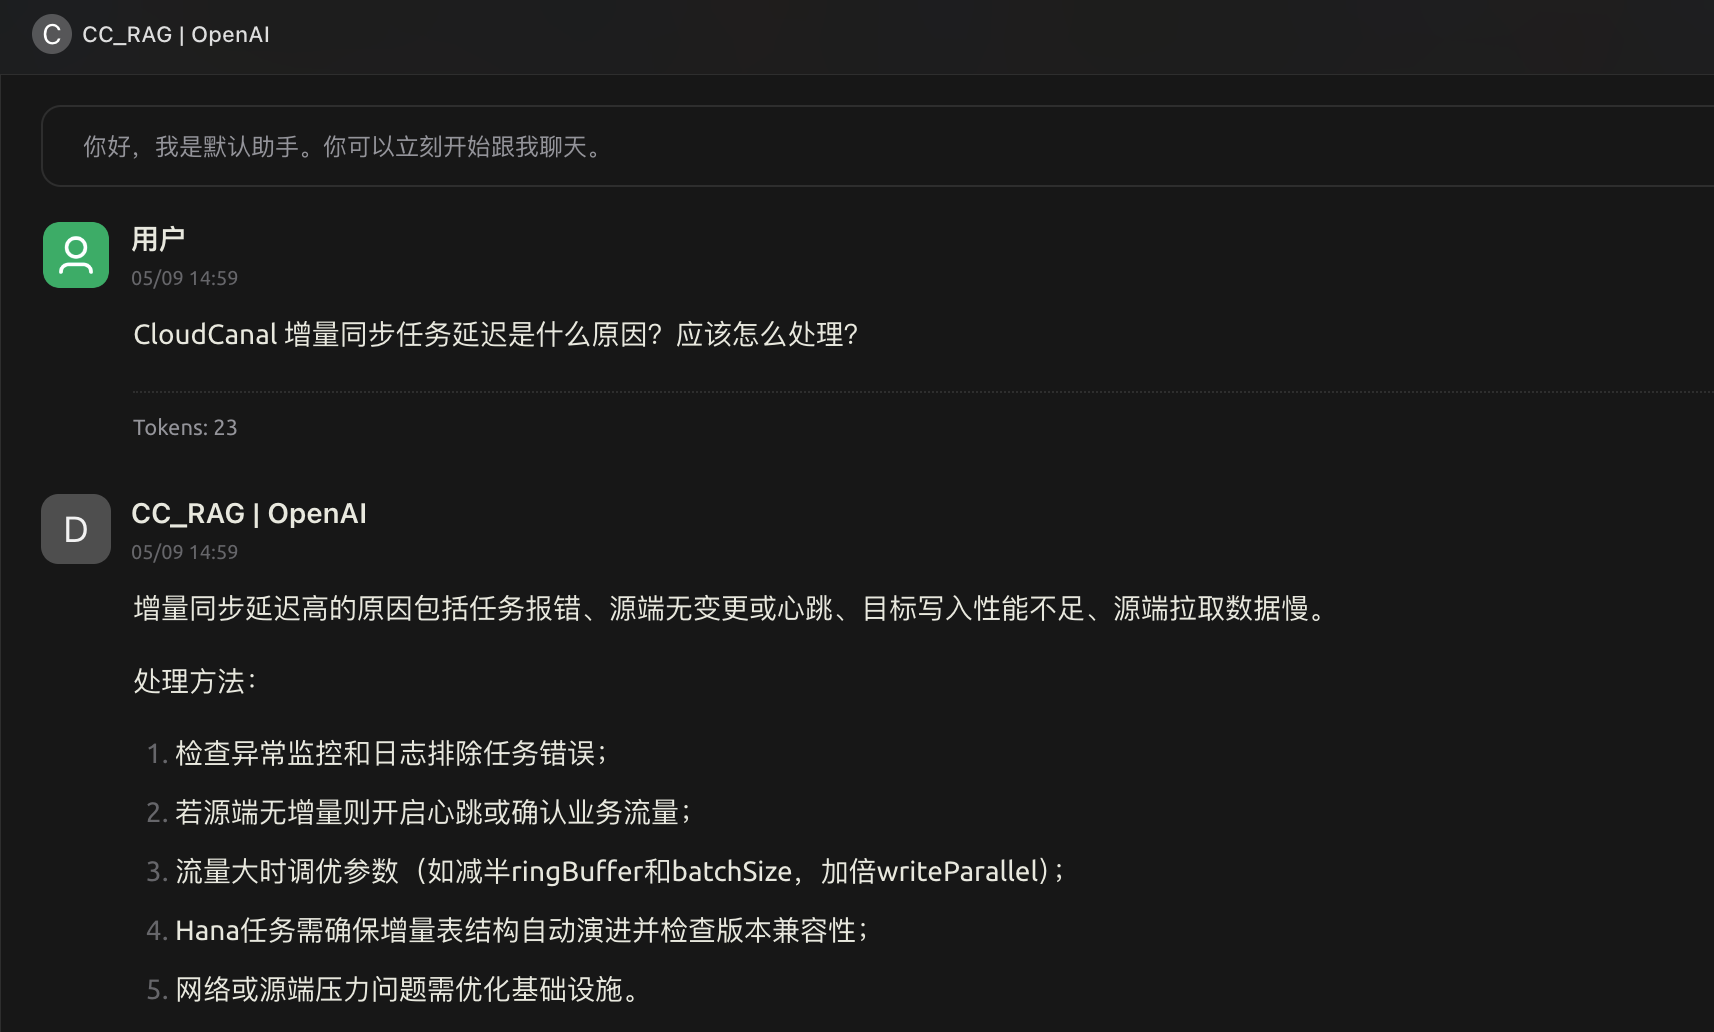 C CC_RAG | OpenAI
你好，我是默认助手。你可以立刻开始跟我聊天。
用户
05/09 14:59
CloudCanal 增量同步任务延迟是什么原因？应该怎么处理？
Tokens: 23
D CC_RAG | OpenAI
05/09 14:59
增量同步延迟高的原因包括任务报错、源端无变更或心跳、目标写入性能不足、源端拉取数据慢。
处理方法：
1. 检查异常监控和日志排除任务错误；
2. 若源端无增量则开启心跳或确认业务流量；
3. 流量大时调优参数（如减半ringBuffer和batchSize，加倍writeParallel）；
4. Hana任务需确保增量表结构自动演进并检查版本兼容性；
5. 网络或源端压力问题需优化基础设施。